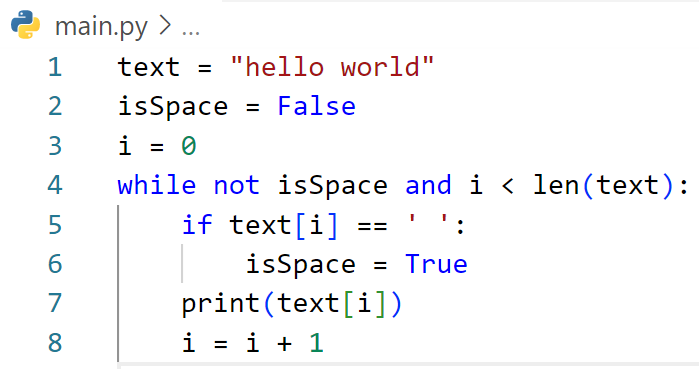 main.py > ...
1 text = "hello world"
2 isSpace = False
3 i = 0
4 while not isSpace and i < len(text):
5     if text[i] == ' ':
6         isSpace = True
7     print(text[i])
8     i = i + 1